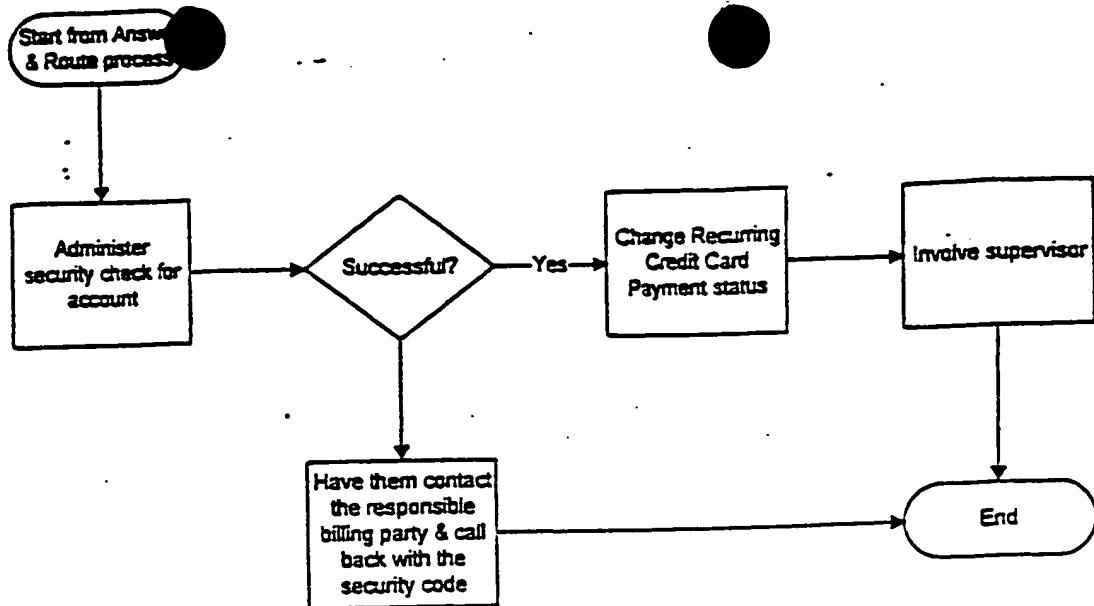 Start from
& Route process
Administer
security check for
account
Successful?
Yes
Change Recurring
Credit Card
Payment status
Involve supervisor
Have them contact
the responsible
billing party & call
back with the
security code
End